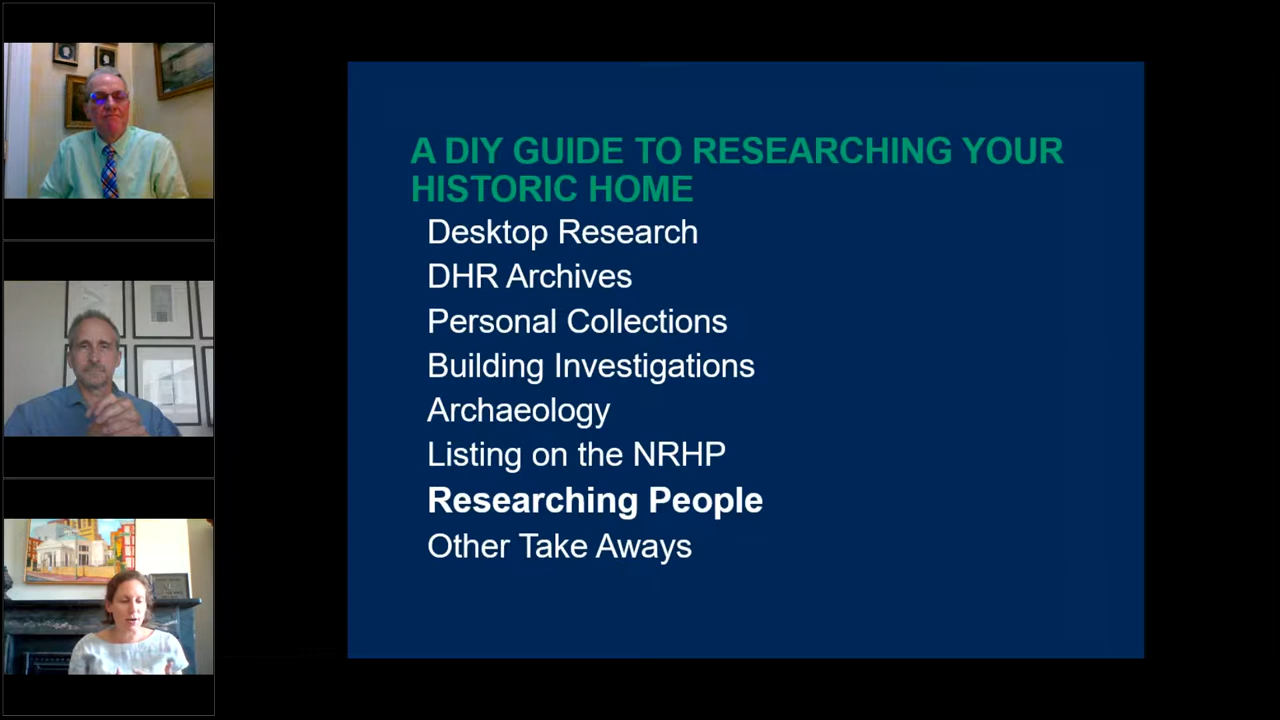 A DIY GUIDE TO RESEARCHING YOUR
HISTORIC HOME
Desktop Research
DHR Archives
Personal Collections
Building Investigations
Archaeology
Listing on the NRHP
Researching People
Other Take Aways